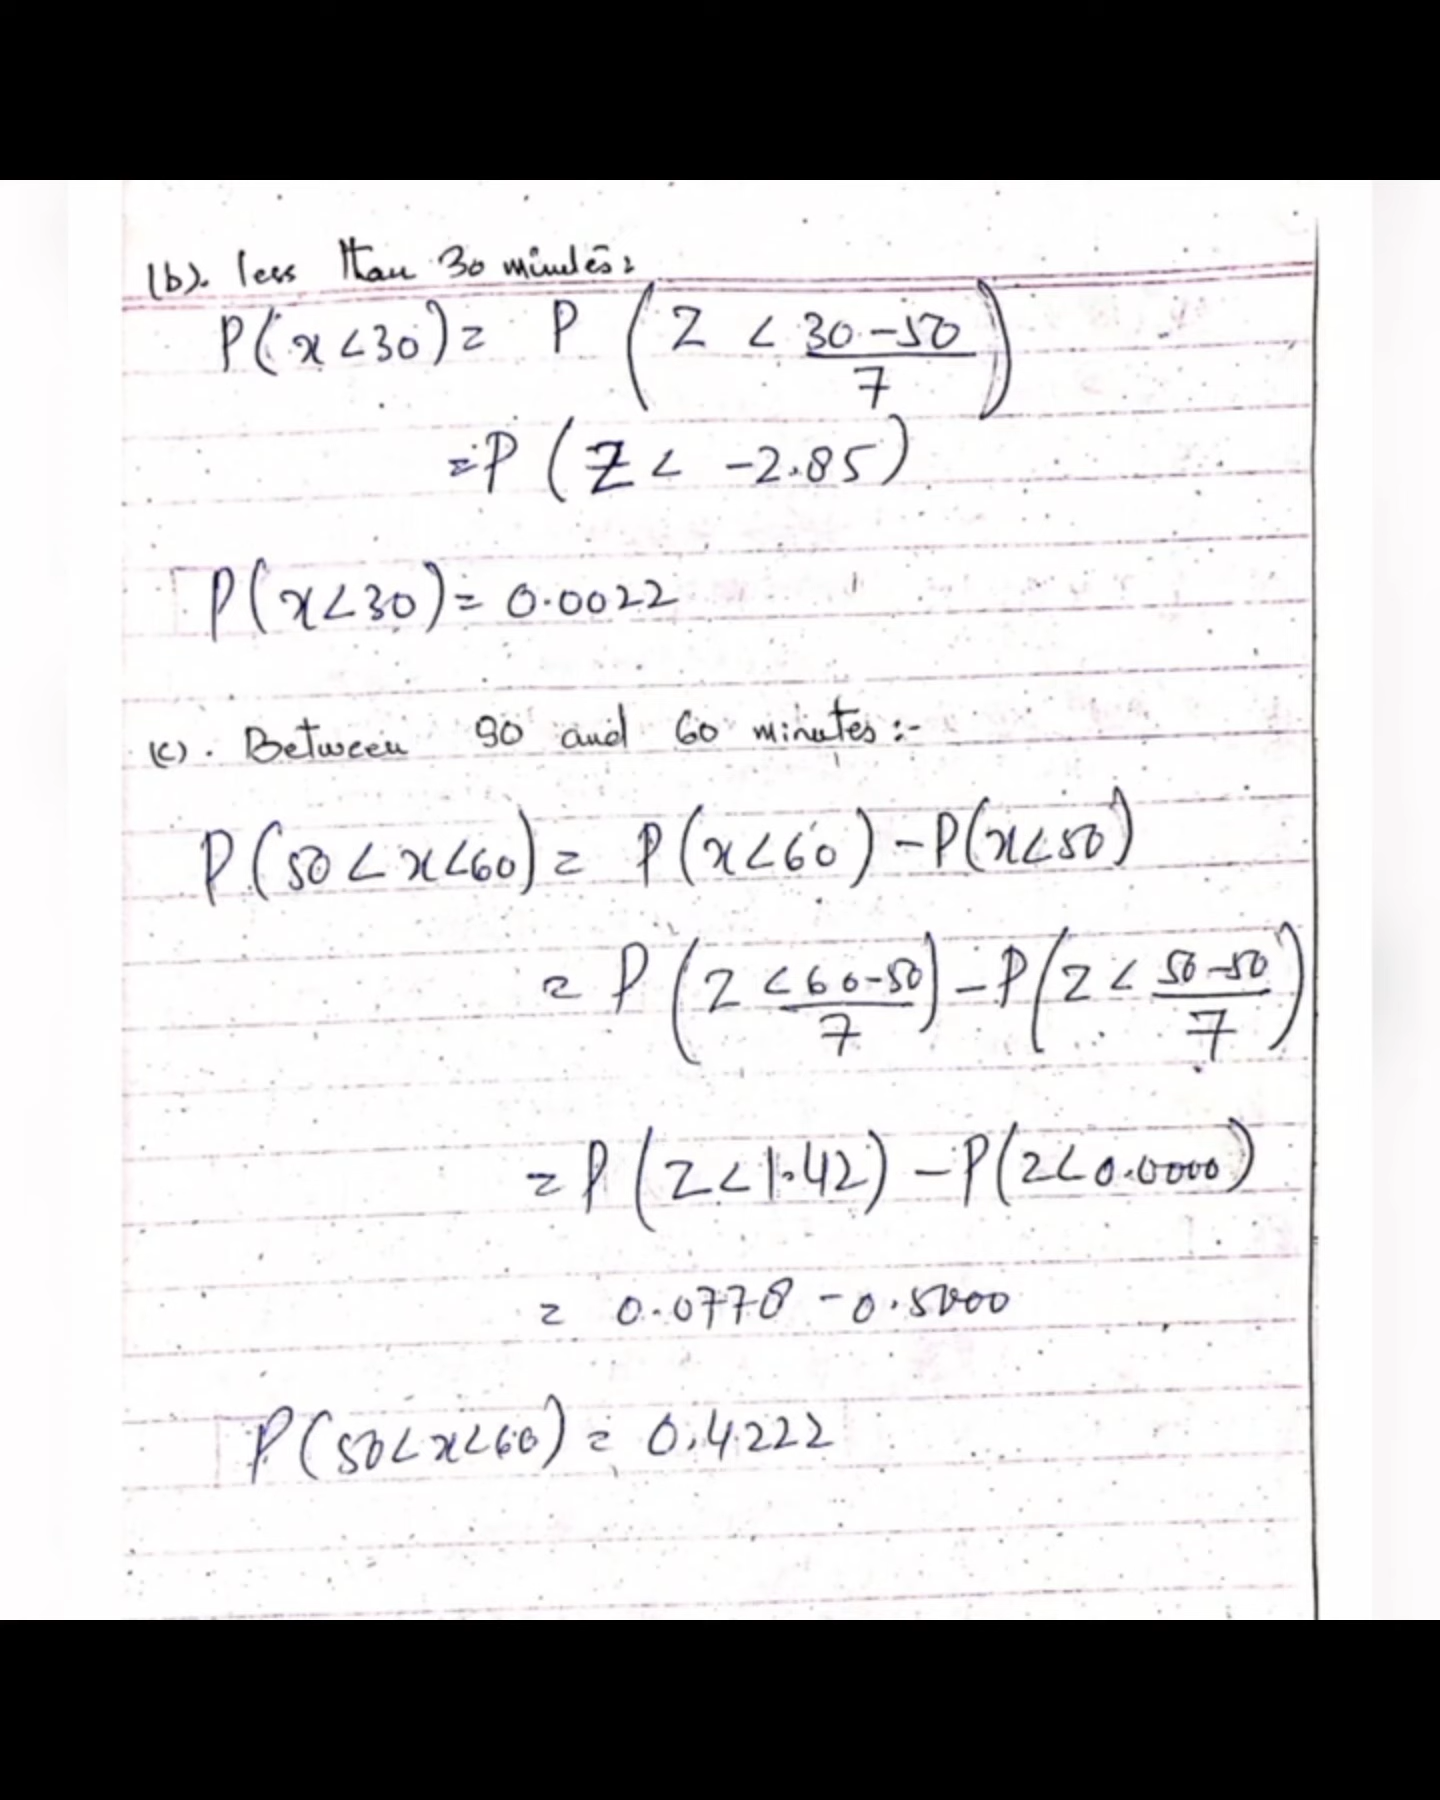 (b). less than 30 minutes:
P(x<30) = P ( Z < 30-50 / 7 )
= P ( Z < -2.85)
P(x<30) = 0.0022
(c). Between 90 and 60 minutes:-
P(50<x<60) = P(x<60) - P(x<50)
= P ( Z < 60-50 / 7 ) - P ( Z < 50-50 / 7 )
= P ( Z<1.42) - P(Z<0.0000)
= 0.0778 - 0.5000
P(50<x<60) = 0.4222